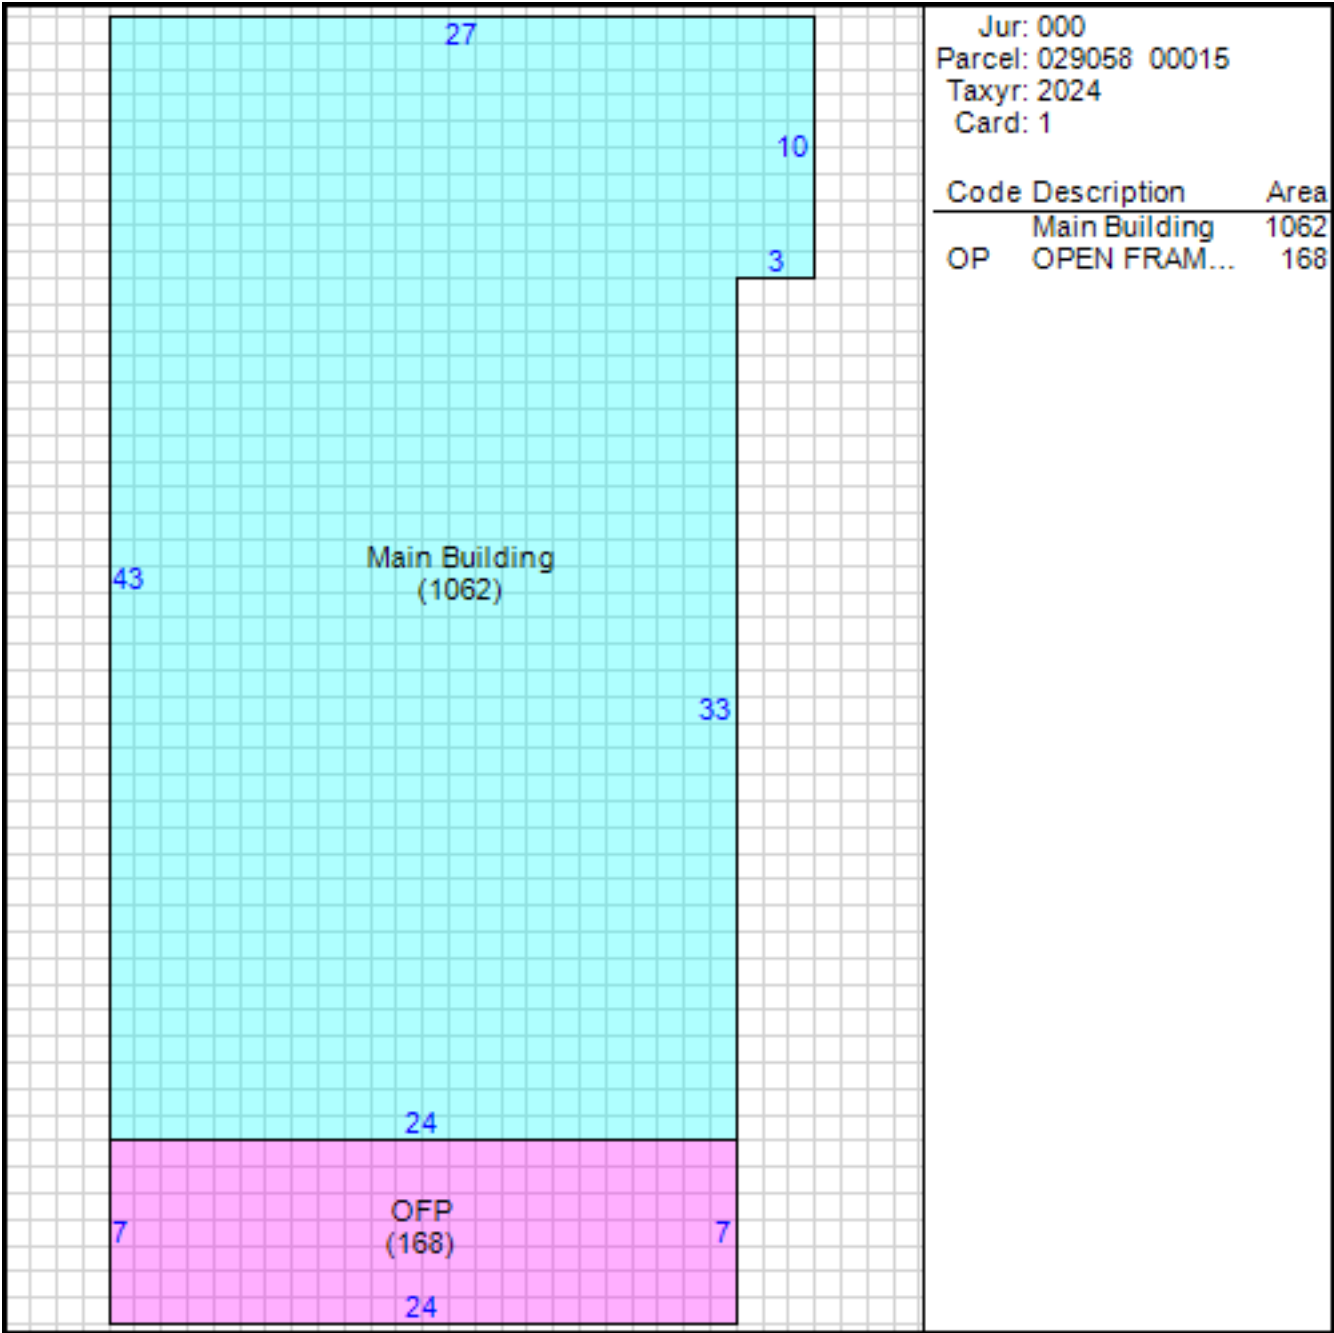 27
10
3
Main Building
(1062)
43
33
24
OFP
(168)
7
7
24
Jur: 000
Parcel: 029058 00015
Taxyr: 2024
Card: 1
Code Description Area
Main Building 1062
OP OPEN FRAM... 168